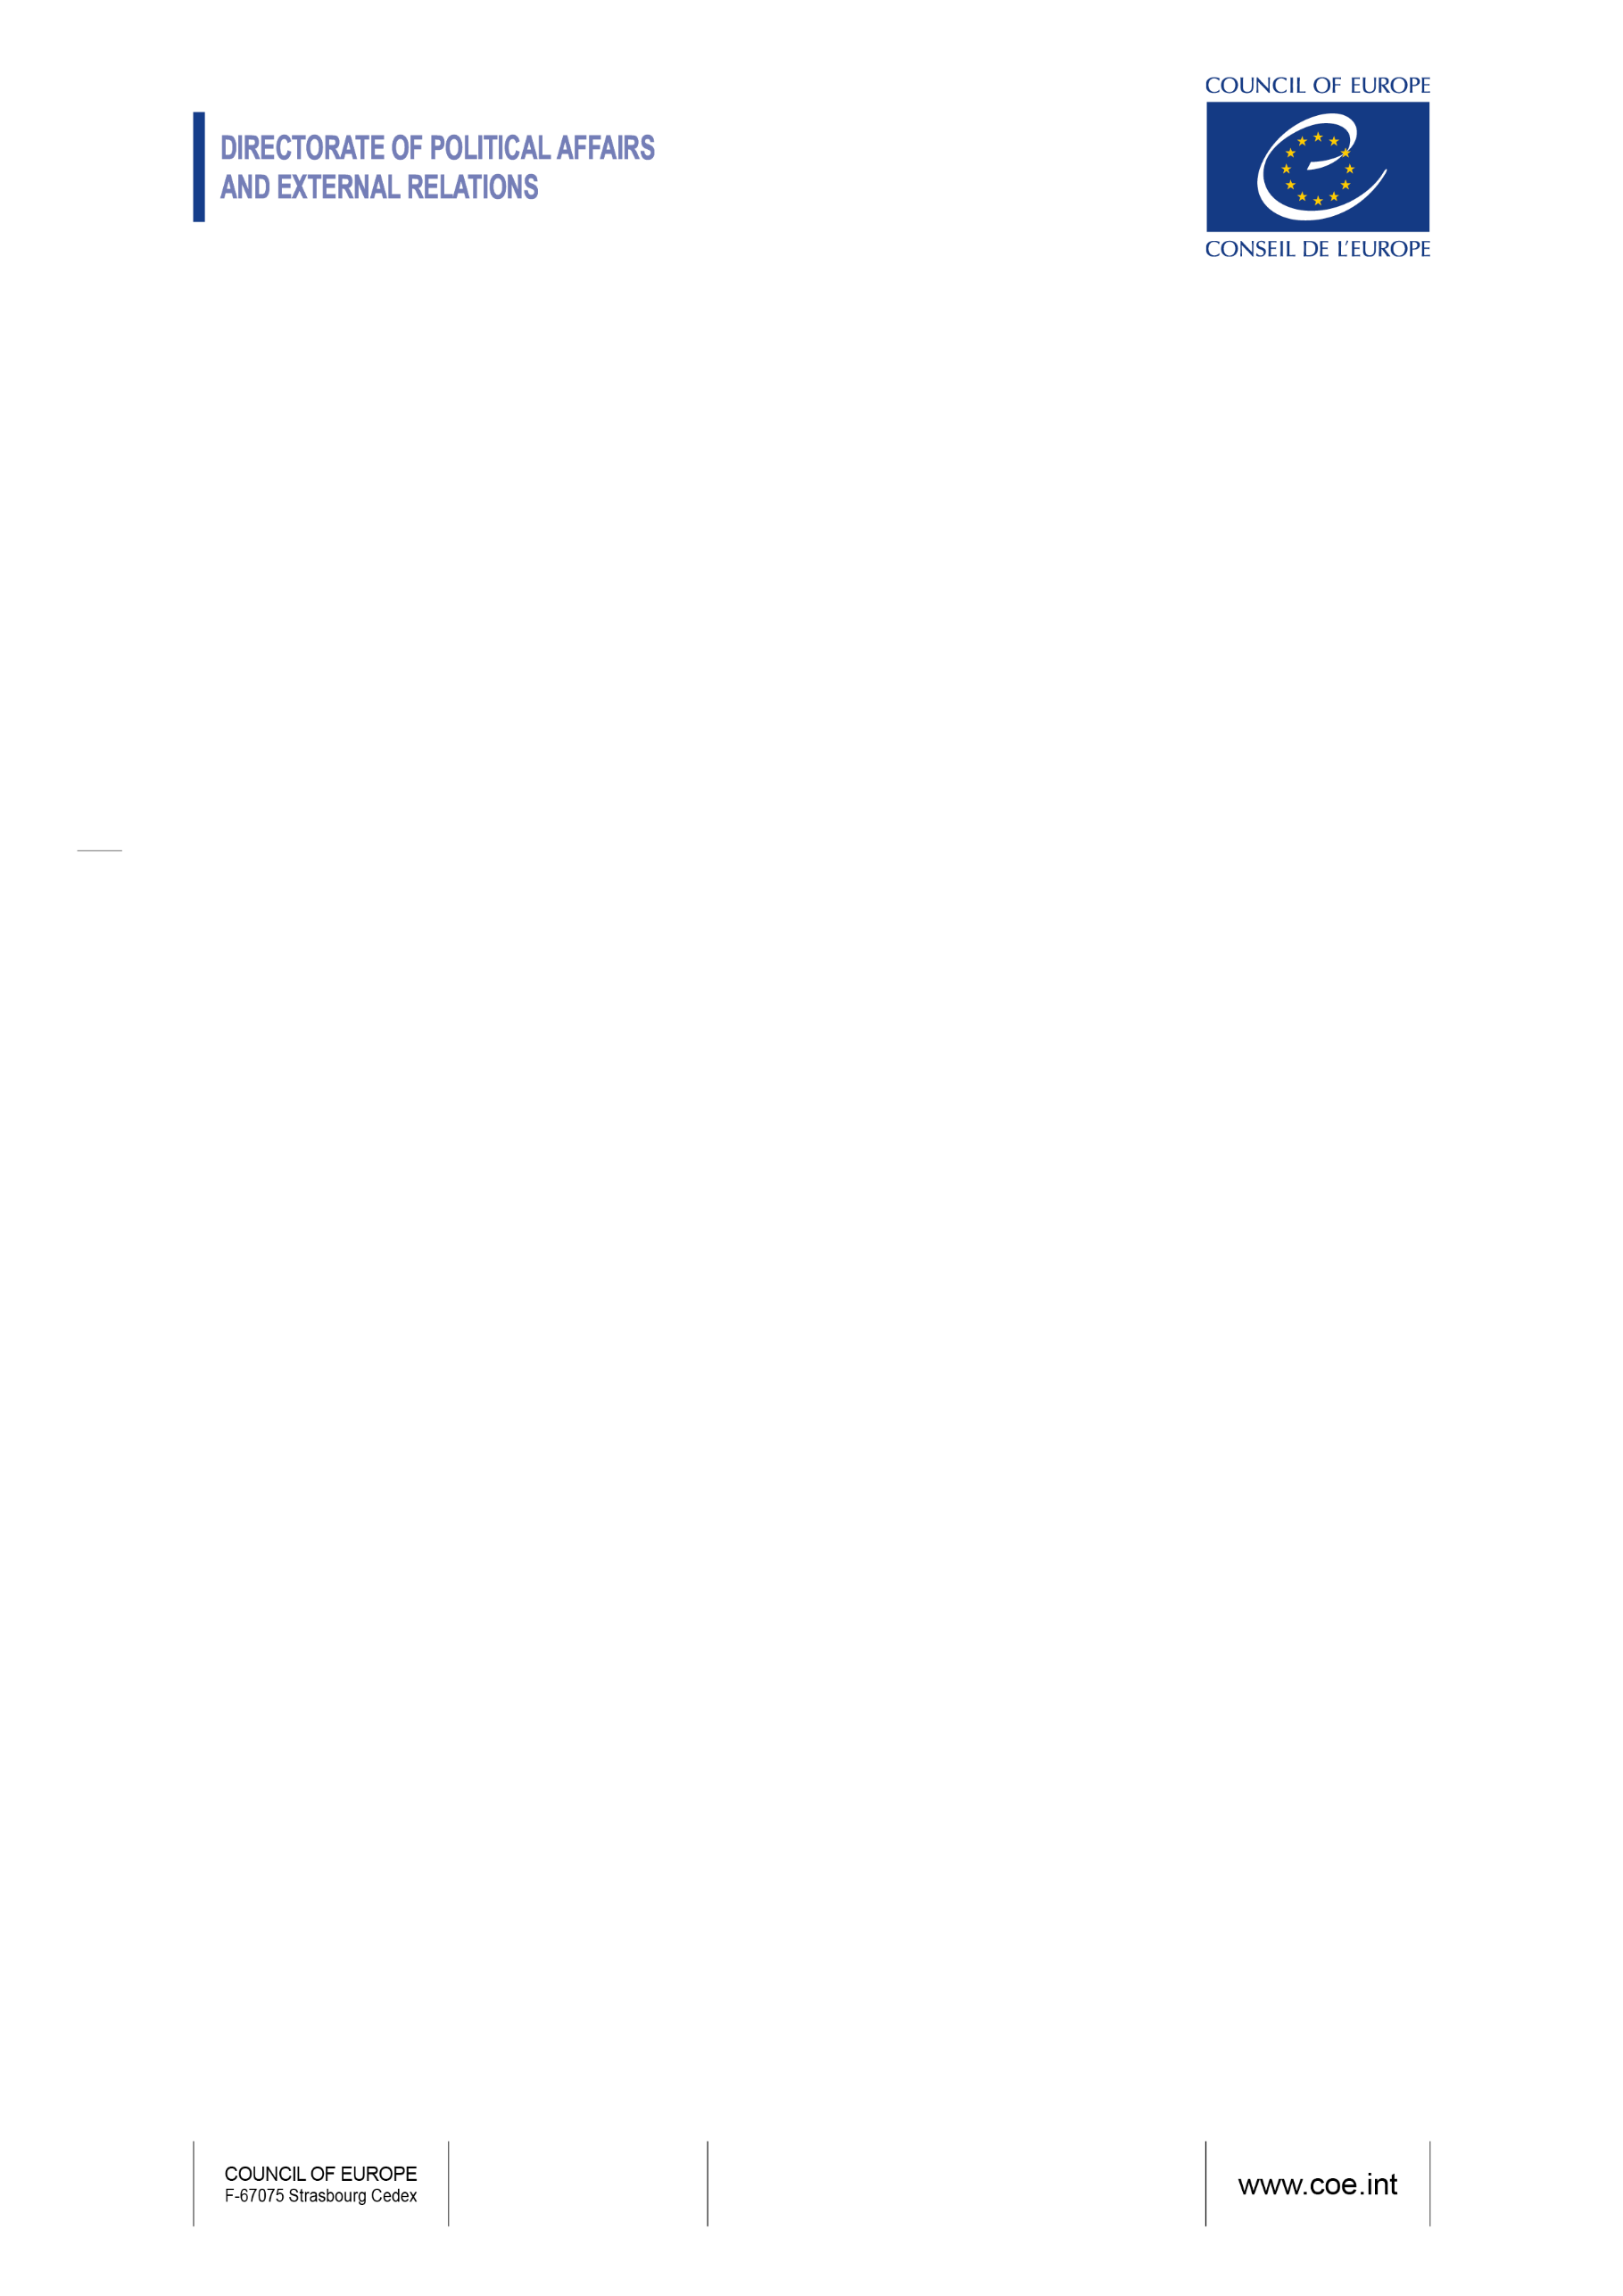 DIRECTORATE OF POLITICAL AFFAIRS
AND EXTERNAL RELATIONS
COUNCIL OF EUROPE
CONSEIL DE L'EUROPE
COUNCIL OF EUROPE
F-67075 Strasbourg Cedex
www.coe.int